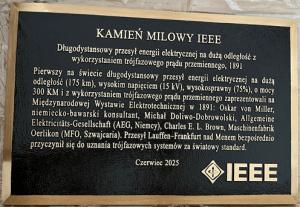 KAMIEŃ MILOWY IEEE
Długodystansowy przesył energii elektrycznej na dużą odległość z
wykorzystaniem trójfazowego prądu przemiennego, 1891
Pierwszy na świecie długodystansowy przesył energii elektrycznej na dużą
odległość (175 km), wysokim napięciem (15 kV), wysokosprawny (75%), o mocy
300 KM i z wykorzystaniem trójfazowego prądu przemiennego zaprezentowali na
Międzynarodowej Wystawie Elektrotechnicznej w 1891: Oskar von Miller,
niemiecko-bawarski konsultant, Michał Doliwo-Dobrowolski, Allgemeine
Elektricitäts-Gesellschaft (AEG, Niemcy), Charles E. L. Brown, Maschinenfabrik
Oerlikon (MFO, Szwajcaria). Przesył Lauffen–Frankfurt nad Menem bezpośrednio
przyczynił się do uznania trójfazowych systemów za światowy standard.
Czerwiec 2025
IEEE